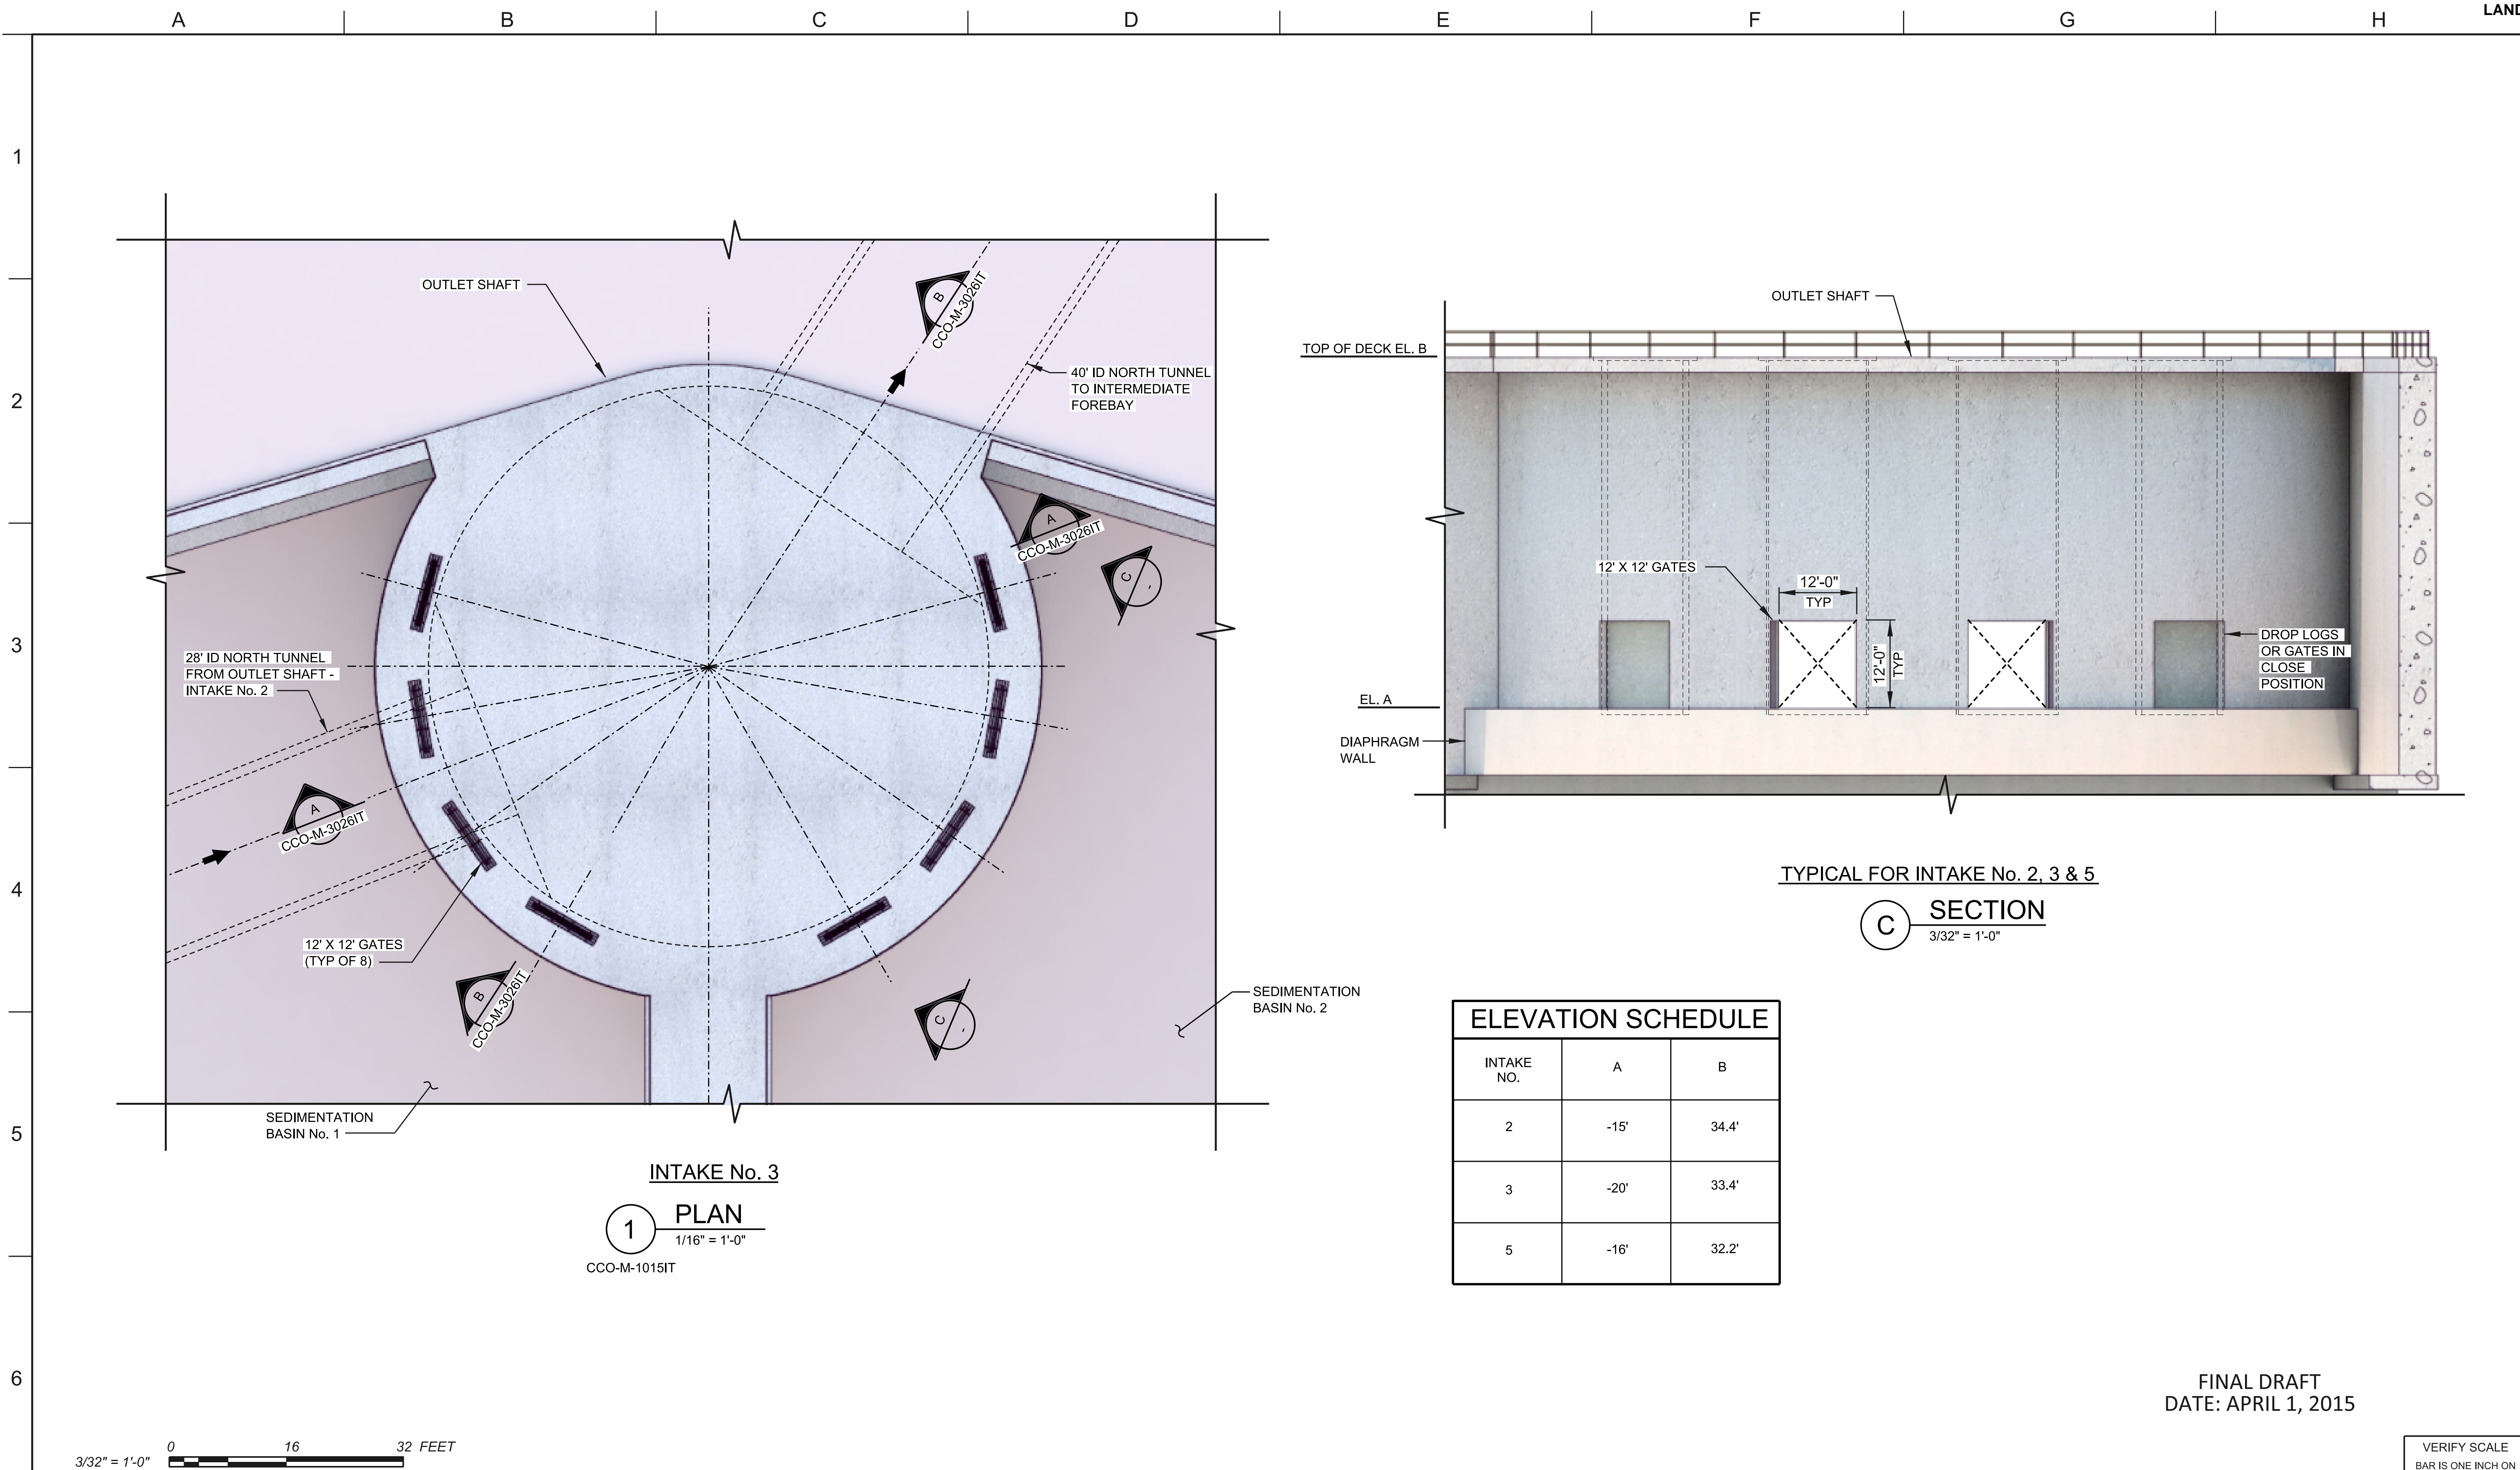 A B C D E F G H
LAND
1
2
3
4
5
6
OUTLET SHAFT
B
CCO-M-3026IT
40' ID NORTH TUNNEL
TO INTERMEDIATE
FOREBAY
A
CCO-M-3026IT
C
-
28' ID NORTH TUNNEL
FROM OUTLET SHAFT -
INTAKE No. 2
A
CCO-M-3026IT
12' X 12' GATES
(TYP OF 8)
B
CCO-M-3026IT
C
-
SEDIMENTATION
BASIN No. 2
SEDIMENTATION
BASIN No. 1
INTAKE No. 3
1
PLAN
1/16" = 1'-0"
CCO-M-1015IT
OUTLET SHAFT
TOP OF DECK EL. B
12' X 12' GATES
12'-0"
TYP
12'-0"
TYP
DROP LOGS
OR GATES IN
CLOSE
POSITION
EL. A
DIAPHRAGM
WALL
TYPICAL FOR INTAKE No. 2, 3 & 5
C
SECTION
3/32" = 1'-0"
ELEVATION SCHEDULE
INTAKE
NO.
A B
2 -15' 34.4'
3 -20' 33.4'
5 -16' 32.2'
FINAL DRAFT
DATE: APRIL 1, 2015
0 16 32 FEET
3/32" = 1'-0"
VERIFY SCALE
BAR IS ONE INCH ON